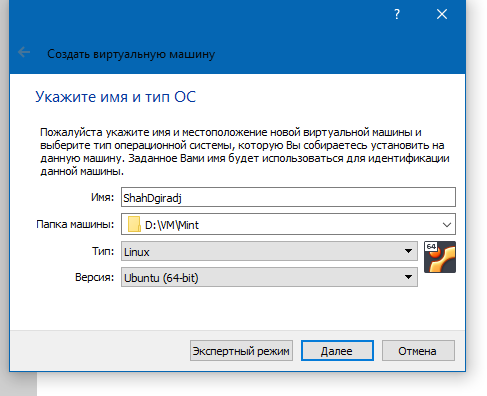 ?
Создать виртуальную машину
Укажите имя и тип ОС
Пожалуйста укажите имя и местоположение новой виртуальной машины и
выберите тип операционной системы, которую Вы собираетесь установить на
данную машину. Заданное Вами имя будет использоваться для идентификации
данной машины.
Имя: ShahDgiradj
Папка машины: D:\VM\Mint
Тип: Linux
64
Версия: Ubuntu (64-bit)
Экспертный режим Далее Отмена